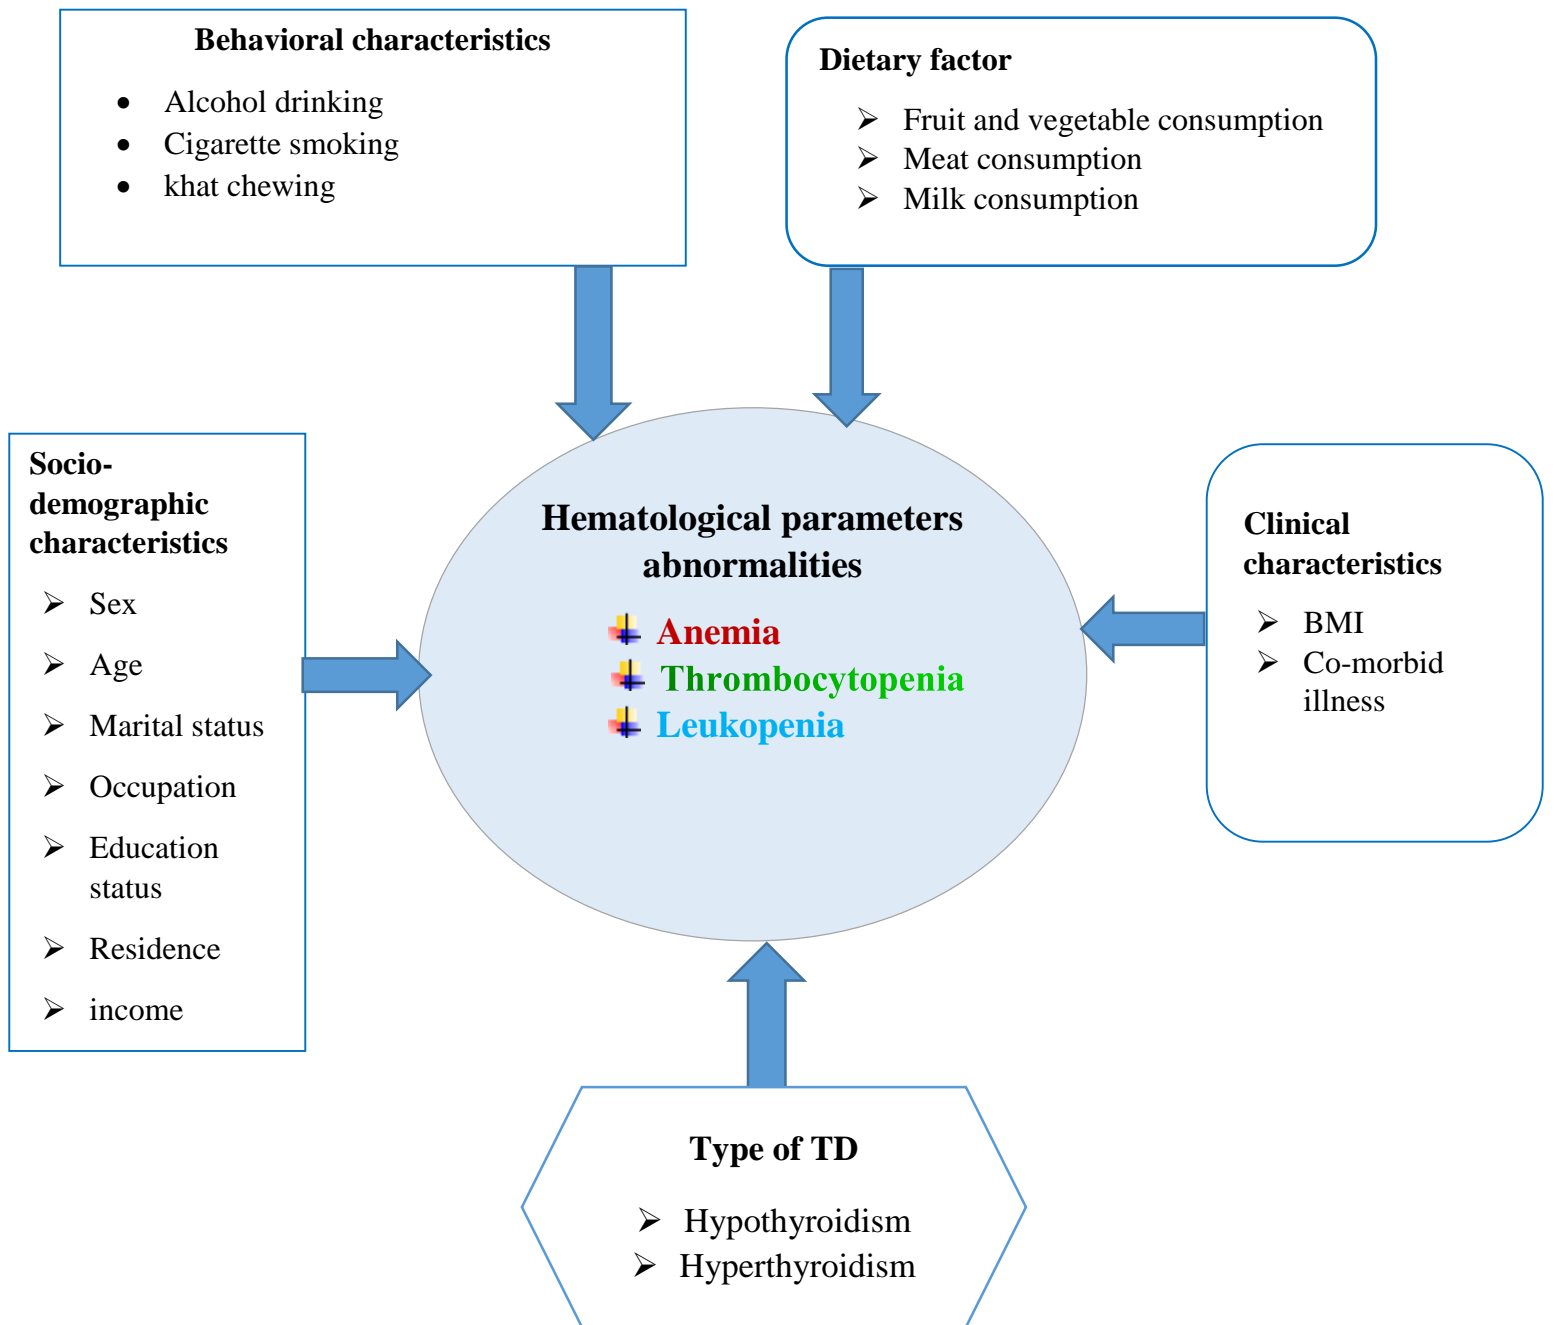 Behavioral characteristics
• Alcohol drinking
• Cigarette smoking
• khat chewing
Dietary factor
➢ Fruit and vegetable consumption
➢ Meat consumption
➢ Milk consumption
Socio-
demographic
characteristics
➢ Sex
➢ Age
➢ Marital status
➢ Occupation
➢ Education
status
➢ Residence
➢ income
Hematological parameters
abnormalities
Anemia
Thrombocytopenia
Leukopenia
Clinical
characteristics
➢ BMI
➢ Co-morbid
illness
Type of TD
➢ Hypothyroidism
➢ Hyperthyroidism